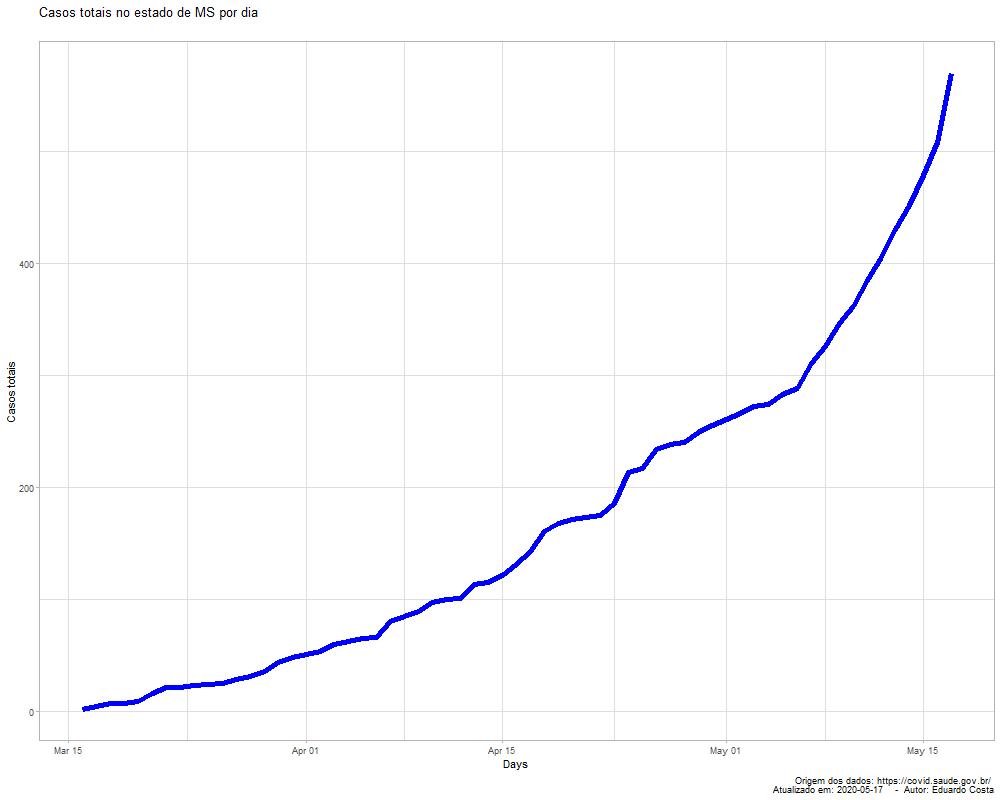 Casos totais no estado de MS por dia
Casos totais
400
200
0
Mar 15
Apr 01
Apr 15
May 01
May 15
Days
Origem dos dados: https://covid.saude.gov.br/
Atualizado em: 2020-05-17 - Autor: Eduardo Costa